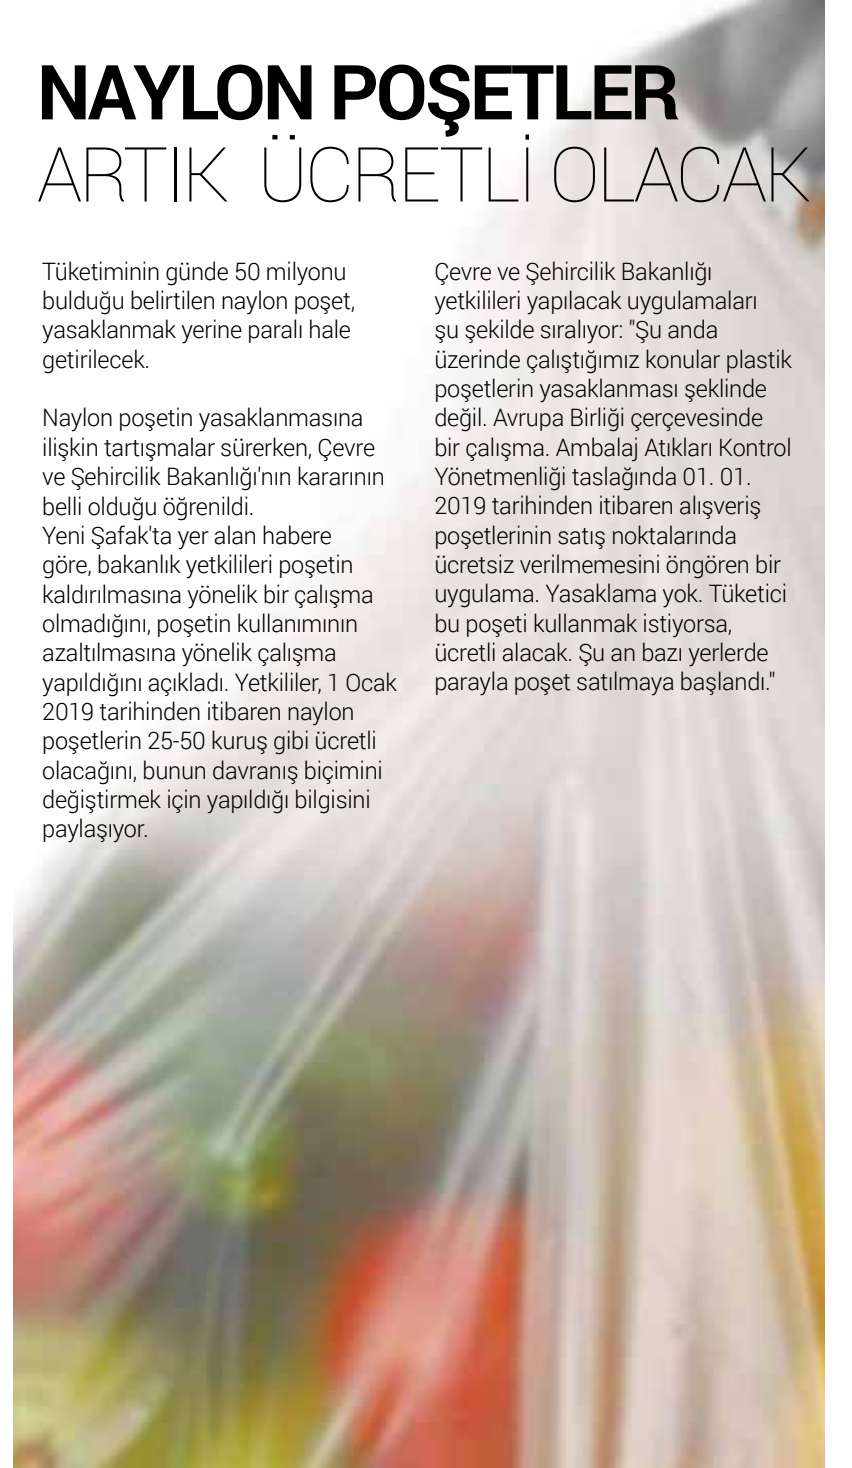 NAYLON POŞETLER
ARTIK ÜCRETLİ OLACAK
Tüketiminin günde 50 milyonu
bulduğu belirtilen naylon poşet,
yasaklanmak yerine paralı hale
getirilecek.
Naylon poşetin yasaklanmasına
ilişkin tartışmalar sürerken, Çevre
ve Şehircilik Bakanlığı'nın kararının
belli olduğu öğrenildi.
Yeni Şafak'ta yer alan habere
göre, bakanlık yetkilileri poşetin
kaldırılmasına yönelik bir çalışma
olmadığını, poşetin kullanımının
azaltılmasına yönelik çalışma
yapıldığını açıkladı. Yetkililer, 1 Ocak
2019 tarihinden itibaren naylon
poşetlerin 25-50 kuruş gibi ücretli
olacağını, bunun davranış biçimini
değiştirmek için yapıldığı bilgisini
paylaşıyor.
Çevre ve Şehircilik Bakanlığı
yetkilileri yapılacak uygulamaları
şu şekilde sıralıyor: "Şu anda
üzerinde çalıştığımız konular plastik
poşetlerin yasaklanması şeklinde
değil. Avrupa Birliği çerçevesinde
bir çalışma. Ambalaj Atıkları Kontrol
Yönetmenliği taslağında 01. 01.
2019 tarihinden itibaren alışveriş
poşetlerinin satış noktalarında
ücretsiz verilmemesini öngören bir
uygulama. Yasaklama yok. Tüketici
bu poşeti kullanmak istiyorsa,
ücretli alacak. Şu an bazı yerlerde
parayla poşet satılmaya başlandı."